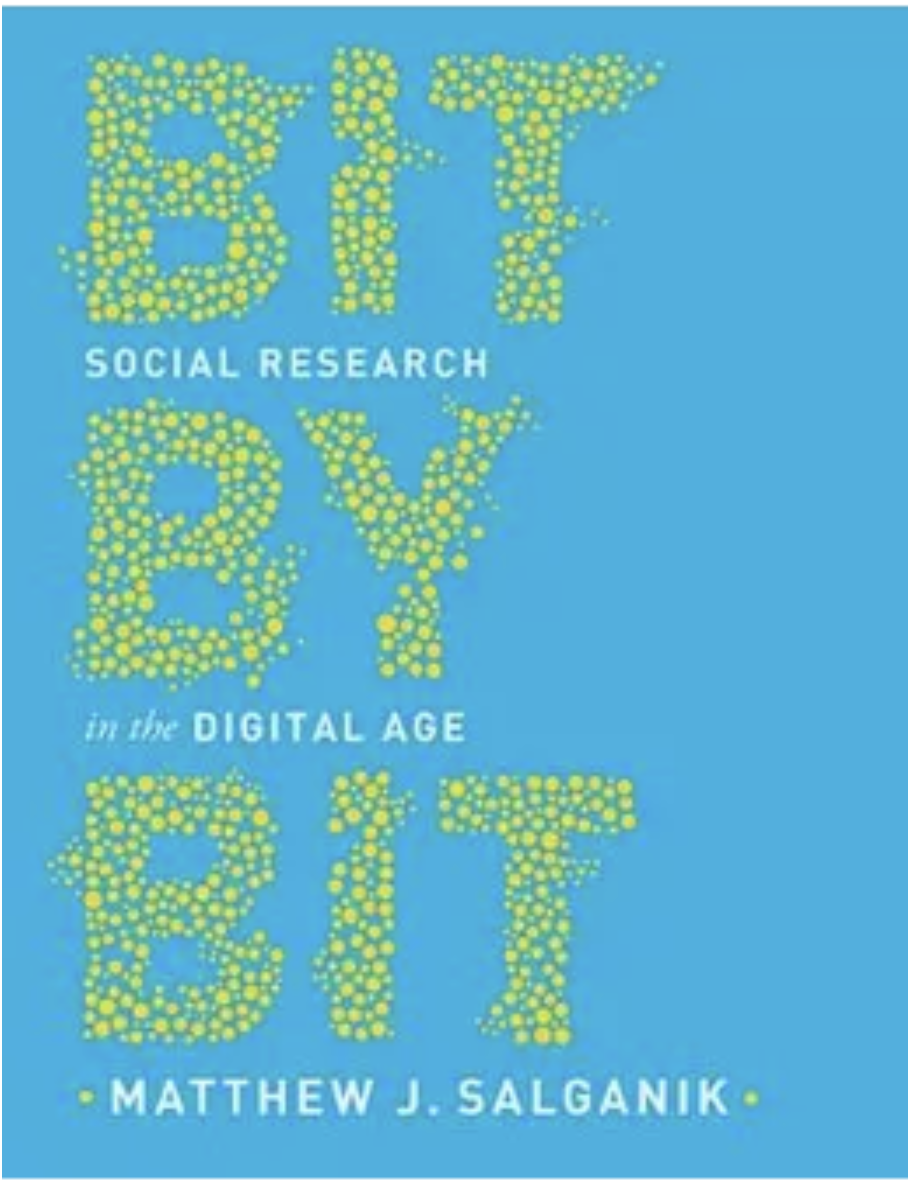 BIT
SOCIAL RESEARCH
BY
in the DIGITAL AGE
BIT
• MATTHEW J. SALGANIK •